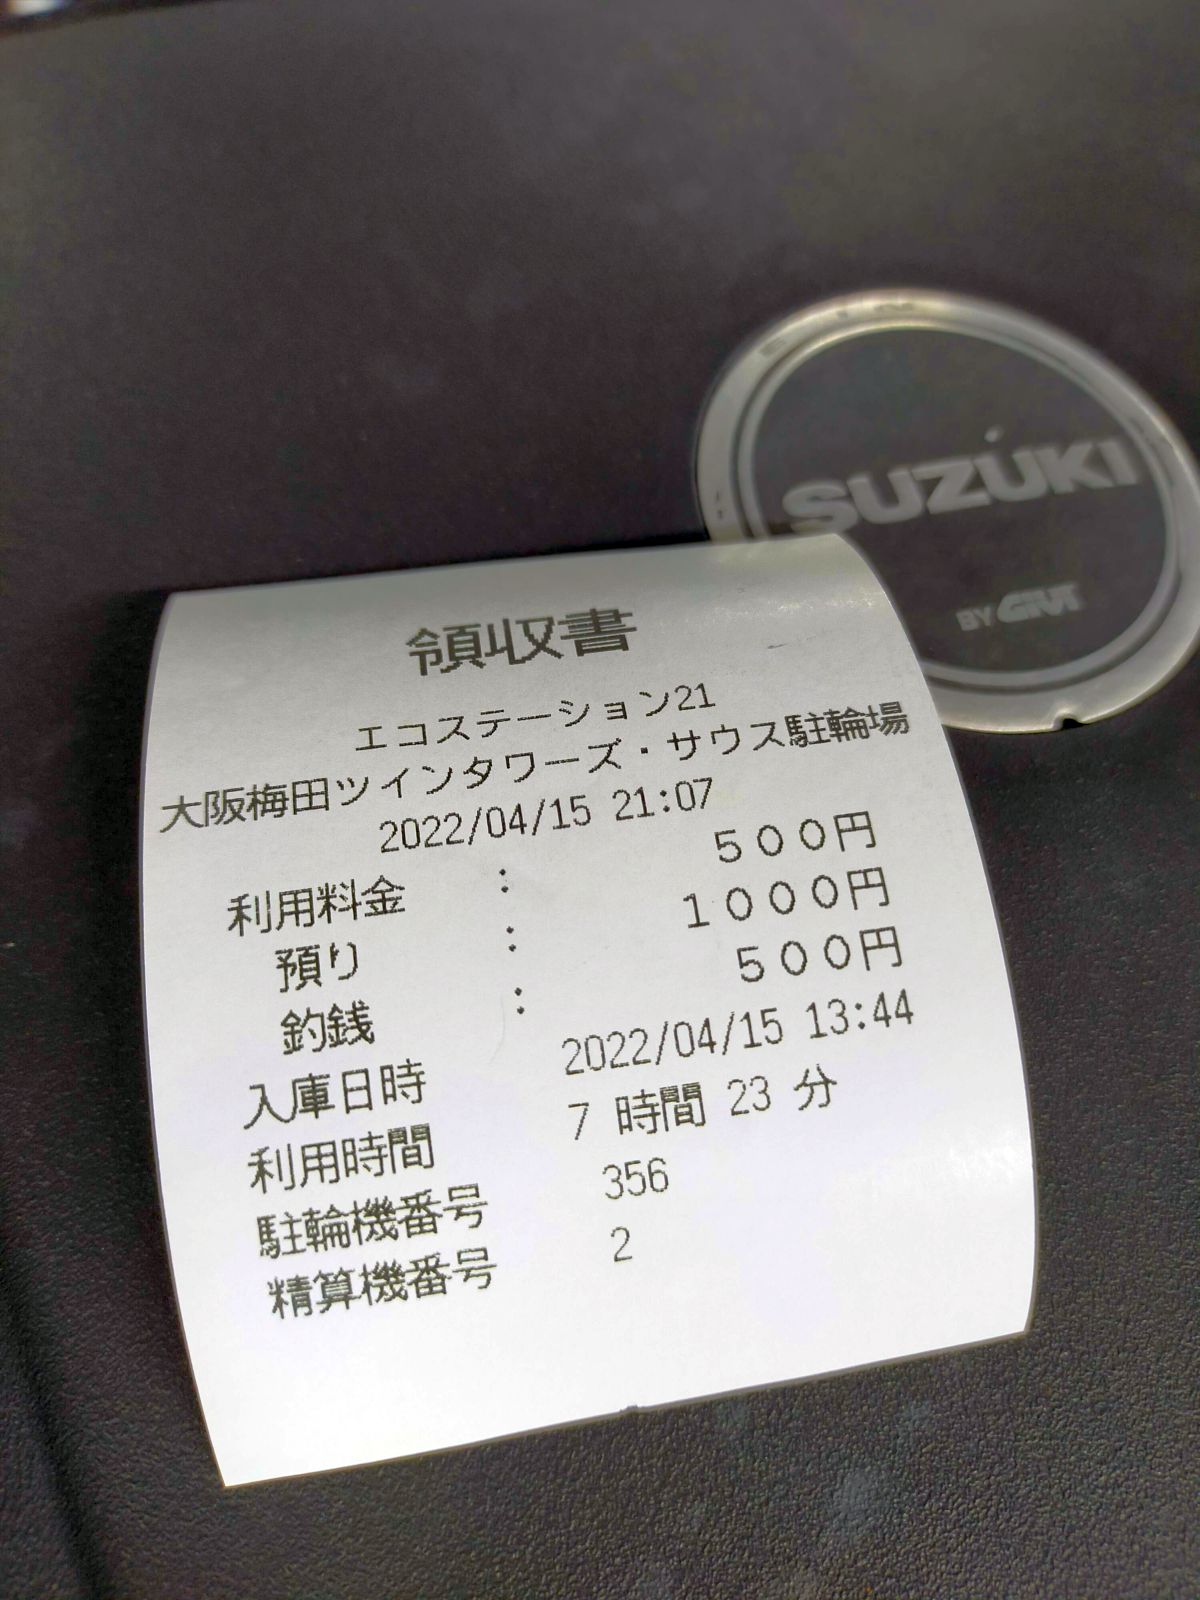 SUZUKI
BY GIVI
領収書
エコステーション21
大阪梅田ツインタワーズ・サウス駐輪場
2022/04/15 21:07
利用料金 : 500円
預り : 1000円
釣銭 : 500円
入庫日時 2022/04/15 13:44
利用時間 7 時間 23 分
駐輪機番号 356
精算機番号 2